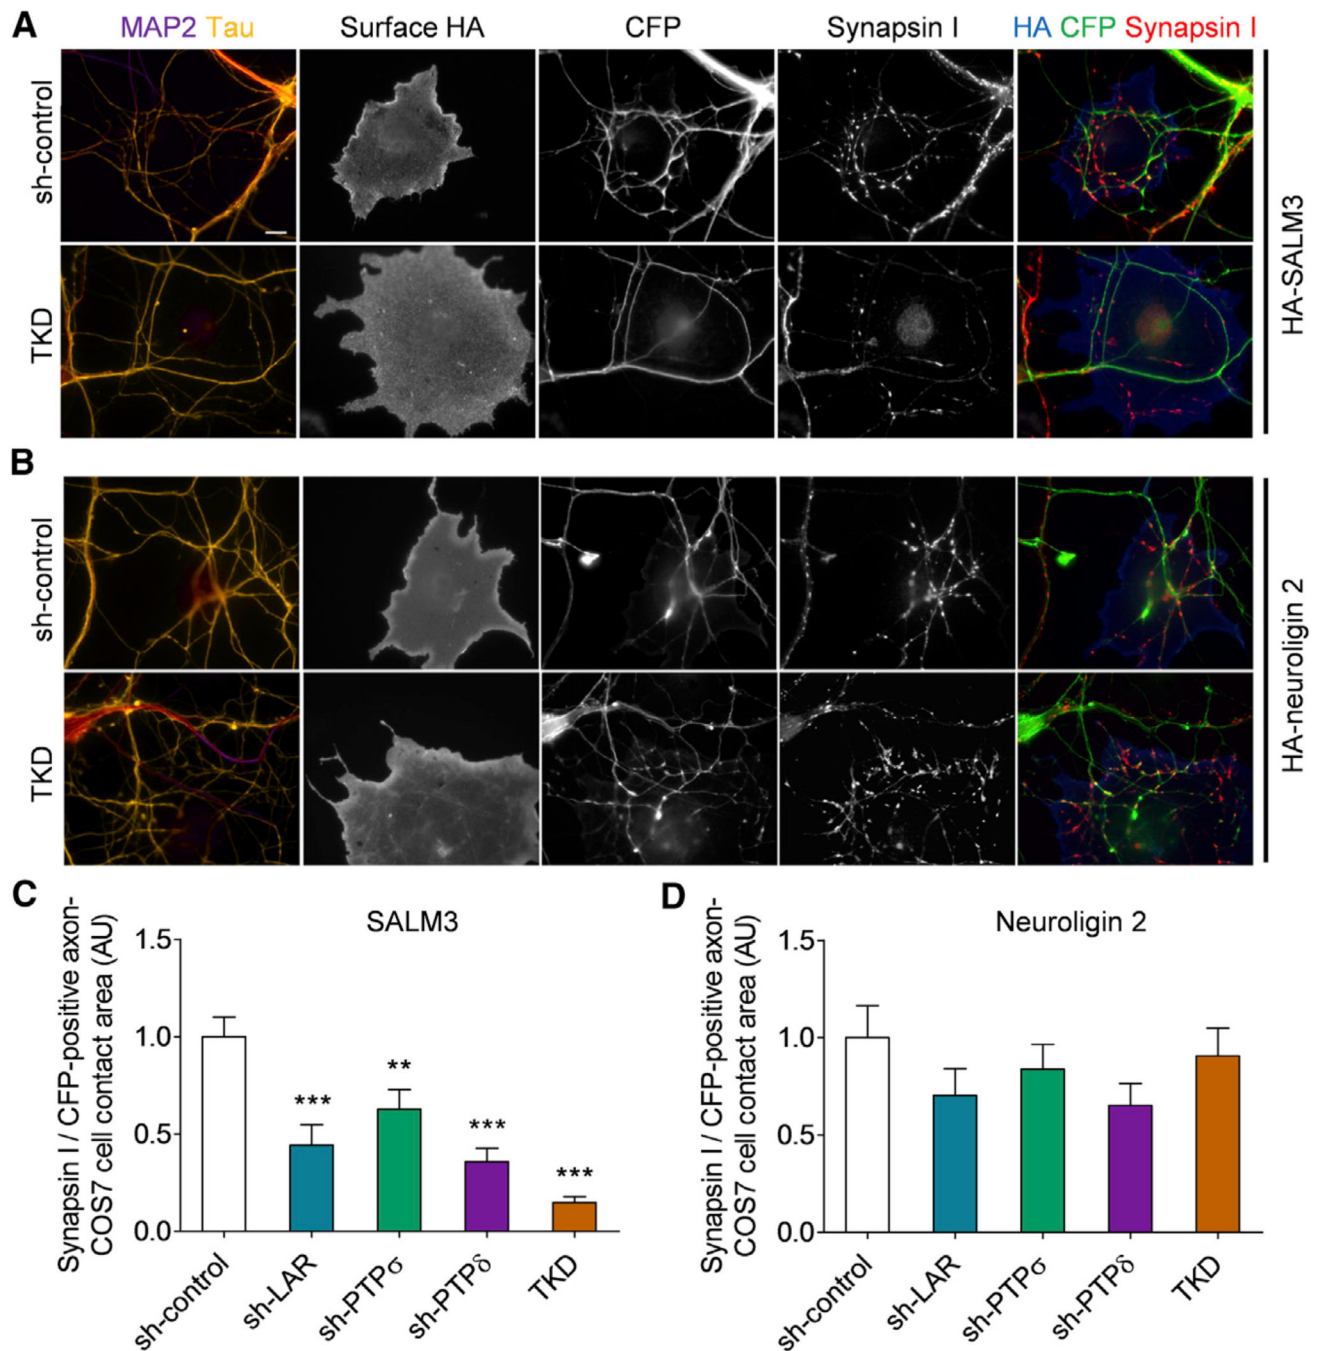 A
MAP2 Tau
Surface HA
CFP
Synapsin I
HA CFP Synapsin I
sh-control
TKD
HA-SALM3
B
sh-control
TKD
HA-neuroligin 2
C
SALM3
Synapsin I / CFP-positive axon-
COS7 cell contact area (AU)
1.5
1.0
0.5
0.0
***
**
***
***
sh-control
sh-LAR
sh-PTPσ
sh-PTPδ
TKD
D
Neuroligin 2
Synapsin I / CFP-positive axon-
COS7 cell contact area (AU)
1.5
1.0
0.5
0.0
sh-control
sh-LAR
sh-PTPσ
sh-PTPδ
TKD